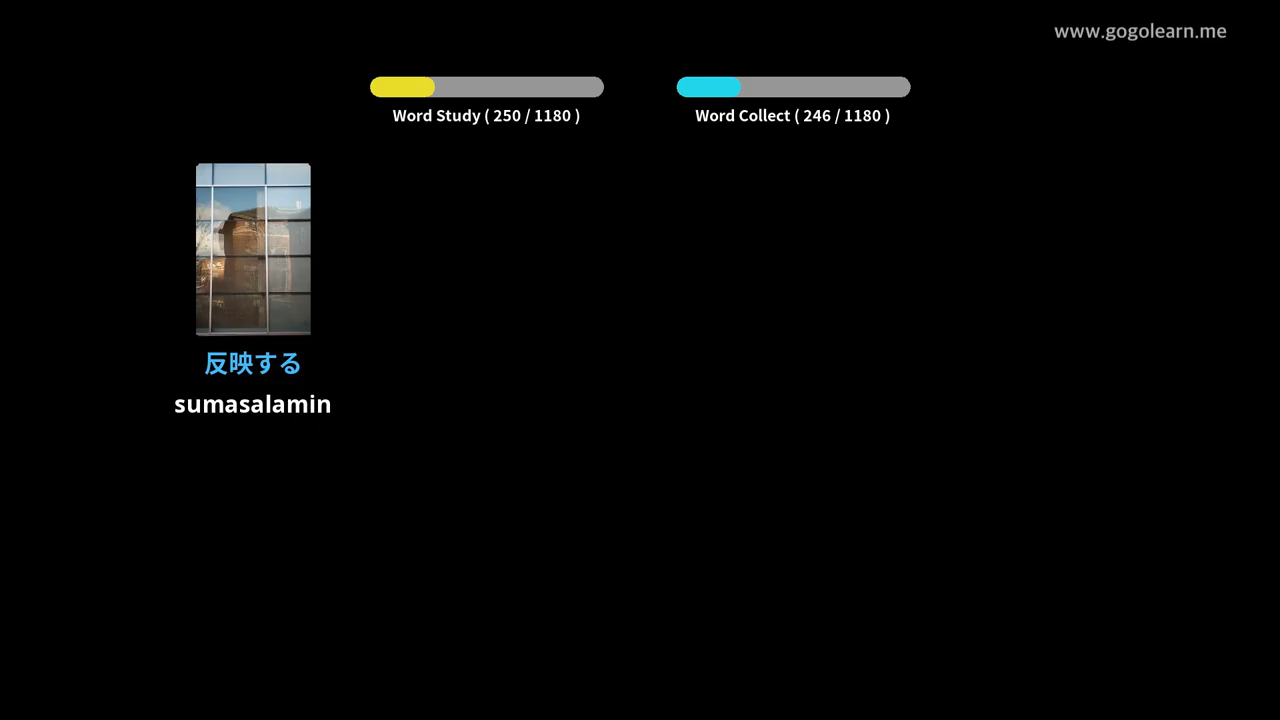 www.gogolearn.me
Word Study ( 250 / 1180 )
Word Collect ( 246 / 1180 )
反映する
sumasalamin